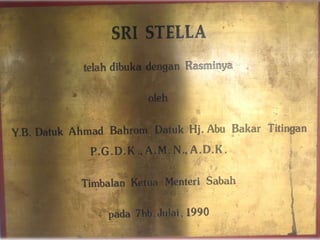 SRI STELLA
telah dibuka dengan Rasminya
oleh
Y.B. Datuk Ahmad Bahrom Datuk Hj. Abu Bakar Titingan
P.G.D.K., A.M.N., A.D.K.
Timbalan Ketua Menteri Sabah
pada 7hb. Julai, 1990